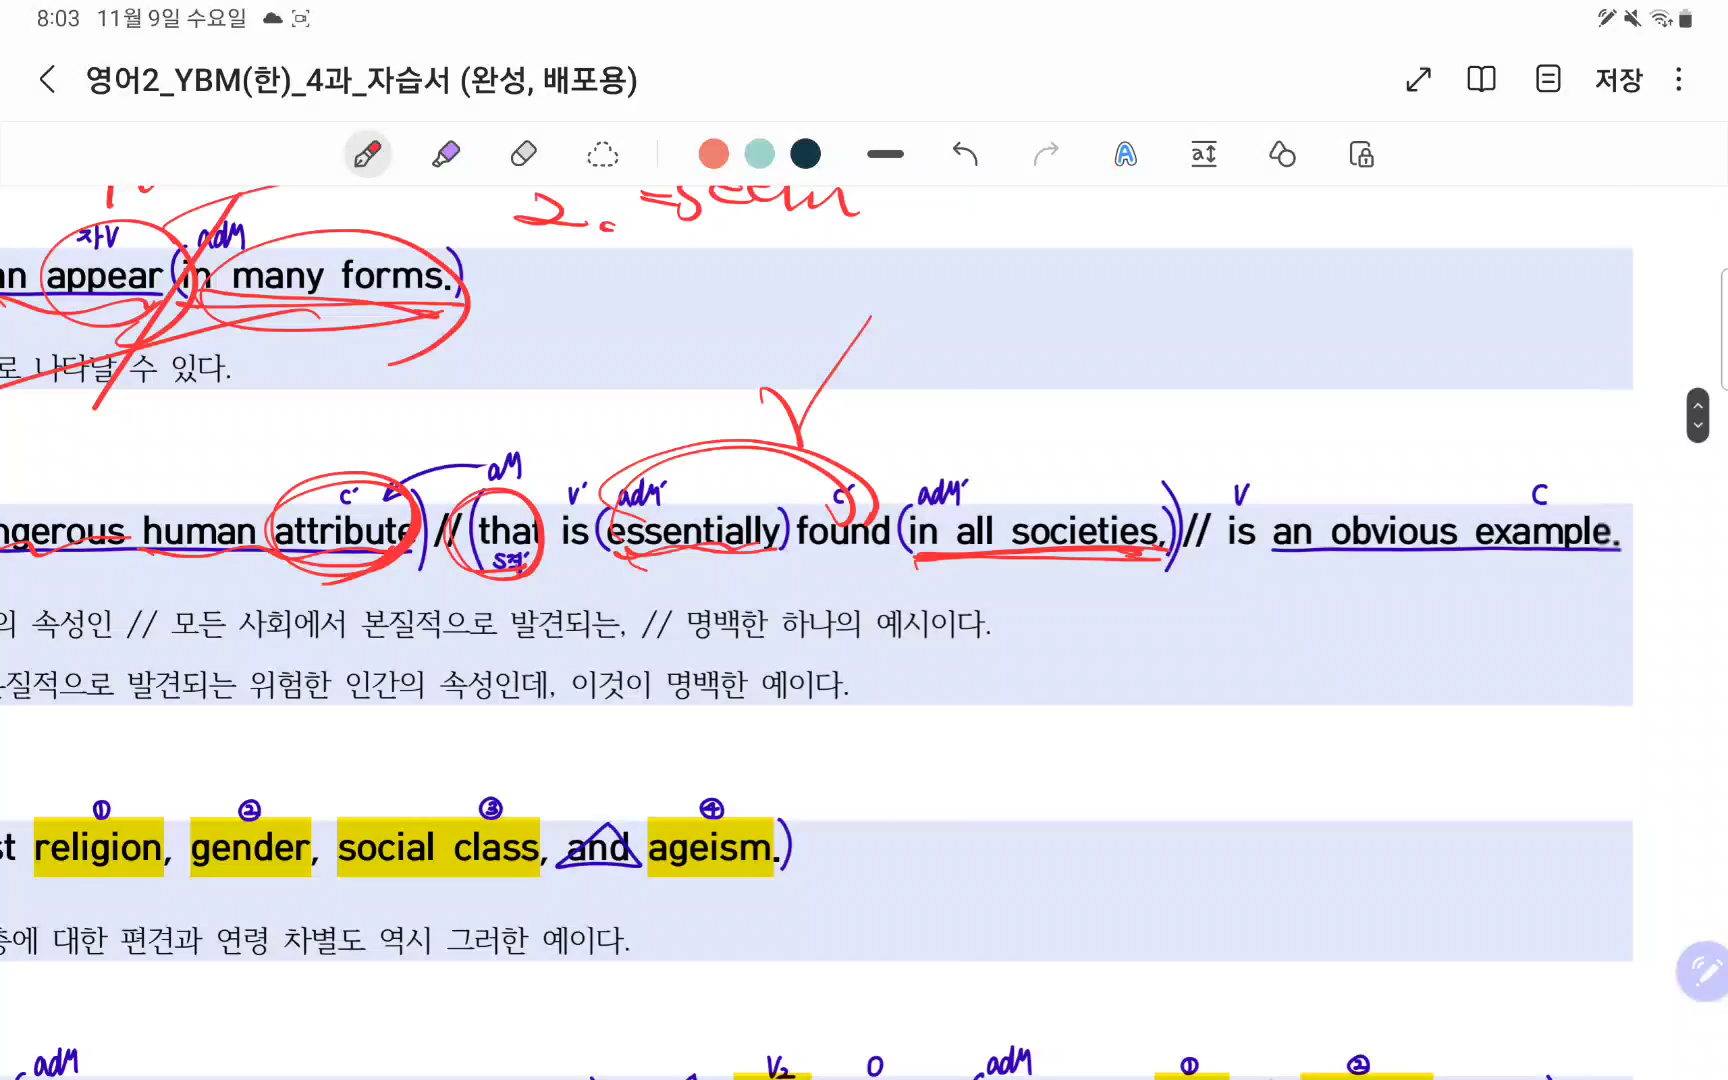 8:03 11월 9일 수요일
영어2_YBM(한)_4과_자습서 (완성, 배포용)
저장
2. =seem
자V adM
an appear (in many forms.)
로 나타날 수 있다.
aM
c' v' adM' c' adM' V C
ngerous human attribute) // (that is (essentially) found (in all societies,) // is an obvious example.
s적'
의 속성인 // 모든 사회에서 본질적으로 발견되는, // 명백한 하나의 예시이다.
본질적으로 발견되는 위험한 인간의 속성인데, 이것이 명백한 예이다.
① ② ③ ④
st religion, gender, social class, and ageism.)
층에 대한 편견과 연령 차별도 역시 그러한 예이다.
adM V₂ O adM ① ②